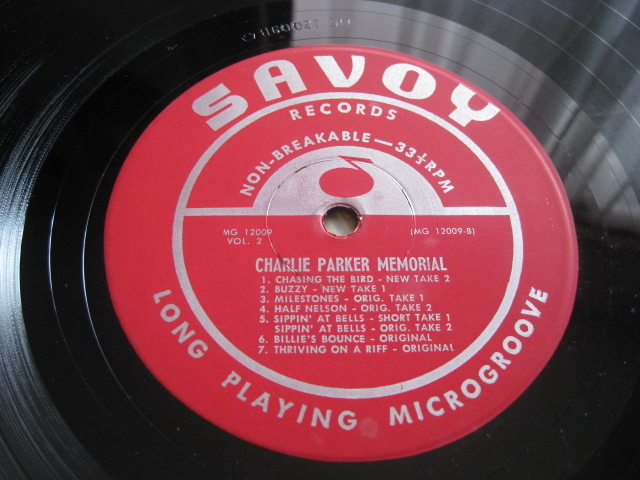 SAVOY
RECORDS
NON-BREAKABLE—33⅓RPM
MG 12009
VOL. 2
(MG 12009-B)
CHARLIE PARKER MEMORIAL
1. CHASING THE BIRD - NEW TAKE 2
2. BUZZY - NEW TAKE 1
3. MILESTONES - ORIG. TAKE 1
4. HALF NELSON - ORIG. TAKE 2
5. SIPPIN' AT BELLS - SHORT TAKE 1
SIPPIN' AT BELLS - ORIG. TAKE 2
6. BILLIE'S BOUNCE - ORIGINAL
7. THRIVING ON A RIFF - ORIGINAL
LONG PLAYING MICROGROOVE